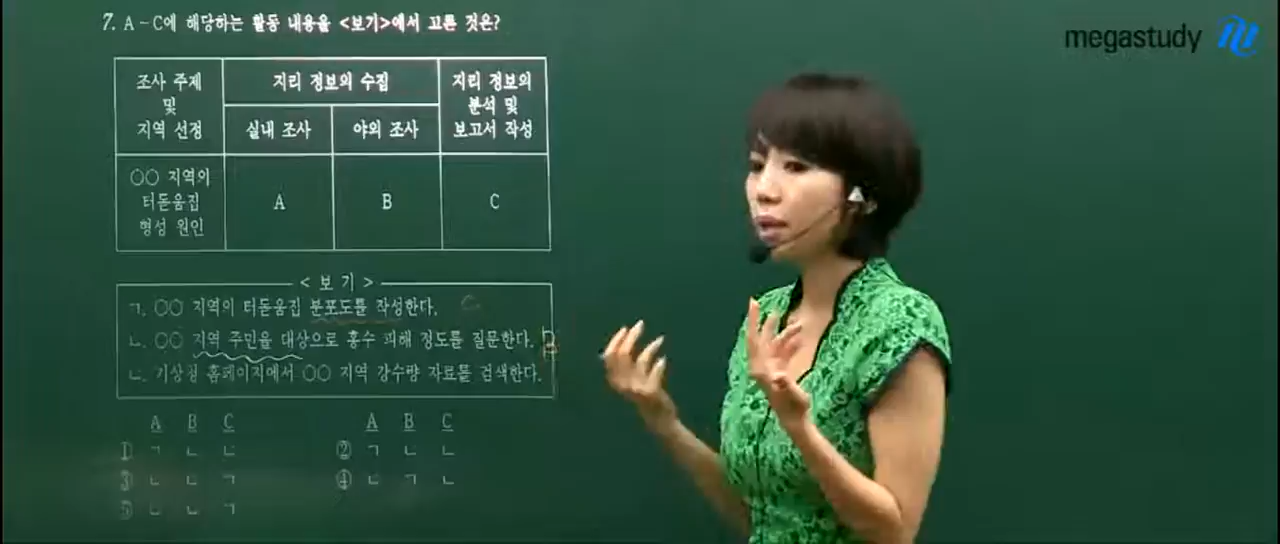 7. A~C에 해당하는 활동 내용을 <보기>에서 고른 것은?
megastudy
조사 주제 및 지역 선정
지리 정보의 수집
지리 정보의 분석 및 보고서 작성
실내 조사
야외 조사
○○ 지역의 터돋움집 형성 원인
A
B
C
<보 기>
ㄱ. ○○ 지역의 터돋움집 분포도를 작성한다. C
ㄴ. ○○ 지역 주민을 대상으로 홍수 피해 정도를 질문한다. B
기상청 홈페이지에서 ○○ 지역 강수량 자료를 검색한다.
A B C
A B C
①
②
③
④
⑤